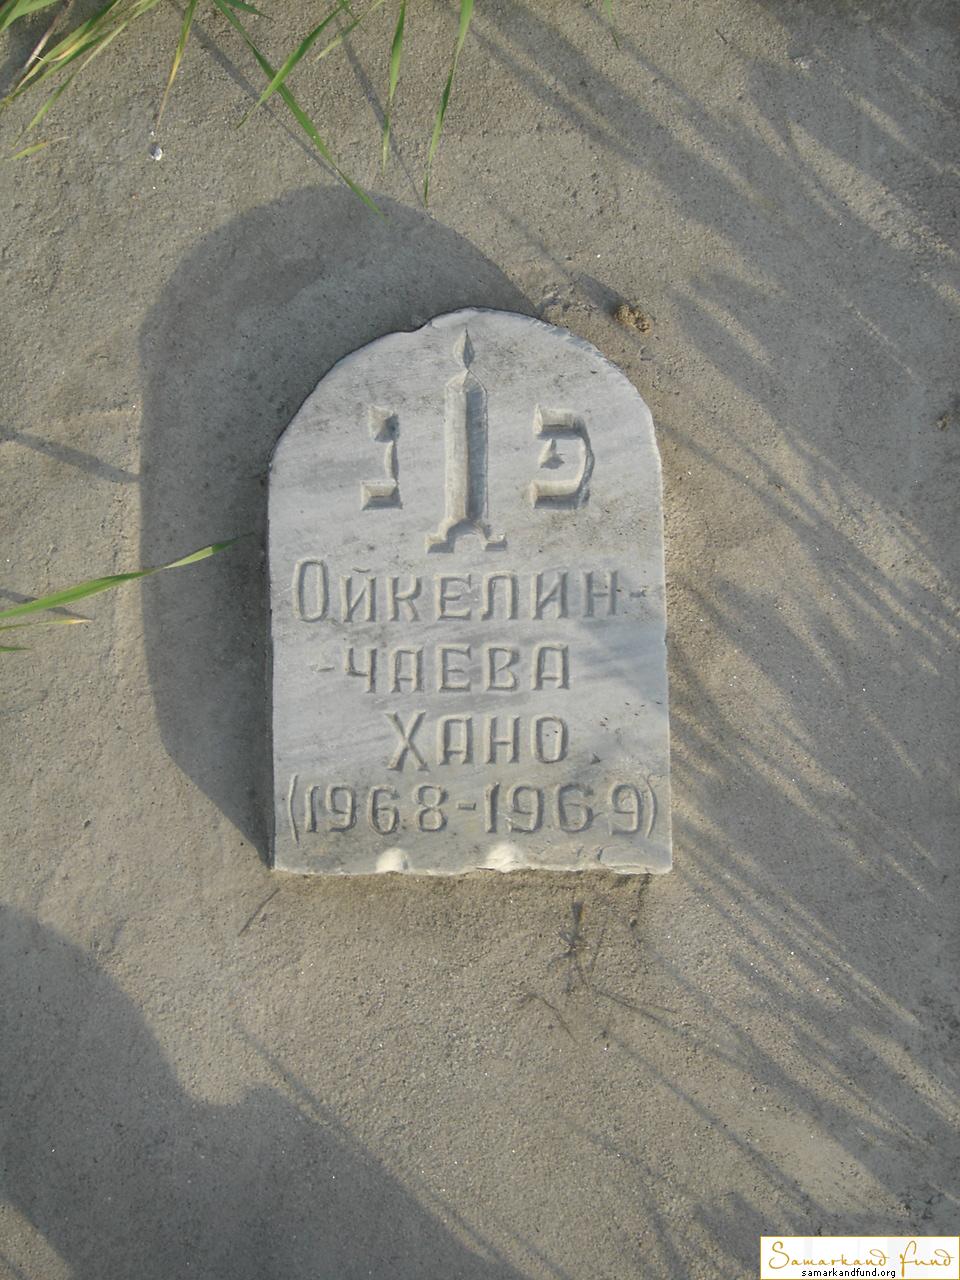 פ נ
ОЙКЕЛИН-
-ЧАЕВА
ХАНО
(1968-1969)
Samarkand Fund
samarkandfund.org